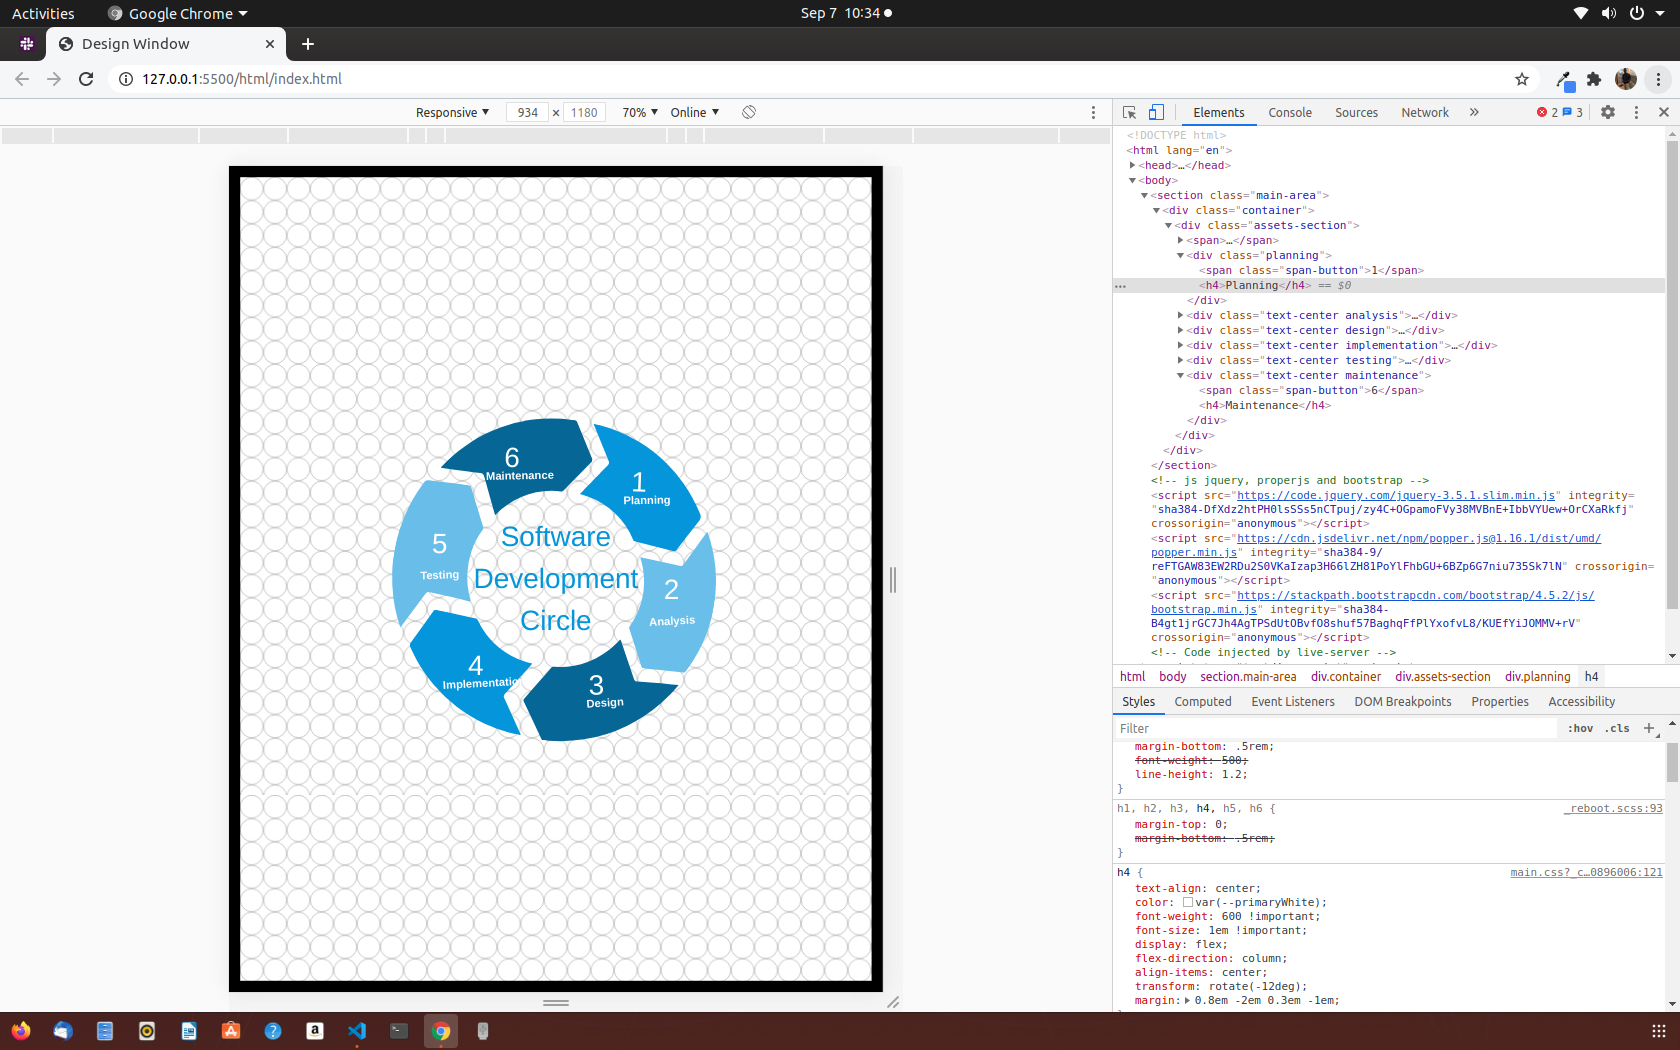 Activities
Google Chrome
Sep 7 10:34
Design Window
127.0.0.1:5500/html/index.html
Responsive
934 × 1180
70%
Online
Elements
Console
Sources
Network
2
3
<!DOCTYPE html>
<html lang="en">
<head>…</head>
<body>
<section class="main-area">
<div class="container">
<div class="assets-section">
<span>…</span>
<div class="planning">
<span class="span-button">1</span>
<h4>Planning</h4> == $0
</div>
<div class="text-center analysis">…</div>
<div class="text-center design">…</div>
<div class="text-center implementation">…</div>
<div class="text-center testing">…</div>
<div class="text-center maintenance">
<span class="span-button">6</span>
<h4>Maintenance</h4>
</div>
</div>
</div>
</section>
<!-- js jquery, properjs and bootstrap -->
<script src="https://code.jquery.com/jquery-3.5.1.slim.min.js" integrity=
"sha384-DfXdz2htPH0lsSSs5nCTpuj/zy4C+OGpamoFVy38MVBnE+IbbVYUew+OrCXaRkfj"
crossorigin="anonymous"></script>
<script src="https://cdn.jsdelivr.net/npm/popper.js@1.16.1/dist/umd/
popper.min.js" integrity="sha384-9/
reFTGAW83EW2RDu2S0VKaIzap3H66lZH81PoYlFhbGU+6BZp6G7niu735Sk7lN" crossorigin=
"anonymous"></script>
<script src="https://stackpath.bootstrapcdn.com/bootstrap/4.5.2/js/
bootstrap.min.js" integrity="sha384-
B4gt1jrGC7Jh4AgTPSdUtOBvfO8shuf57BaghqFfPlYxofvL8/KUEfYiJOMMV+rV"
crossorigin="anonymous"></script>
<!-- Code injected by live-server -->
html body section.main-area div.container div.assets-section div.planning h4
Styles
Computed
Event Listeners
DOM Breakpoints
Properties
Accessibility
Filter
:hov .cls
margin-bottom: .5rem;
font-weight: 500;
line-height: 1.2;
}
h1, h2, h3, h4, h5, h6 {
_reboot.scss:93
margin-top: 0;
margin-bottom: .5rem;
}
h4 {
main.css?_c…0896006:121
text-align: center;
color: var(--primaryWhite);
font-weight: 600 !important;
font-size: 1em !important;
display: flex;
flex-direction: column;
align-items: center;
transform: rotate(-12deg);
margin: 0.8em -2em 0.3em -1em;
6
Maintenance
1
Planning
5
Testing
Software
Development
Circle
2
Analysis
4
Implementatio
3
Design